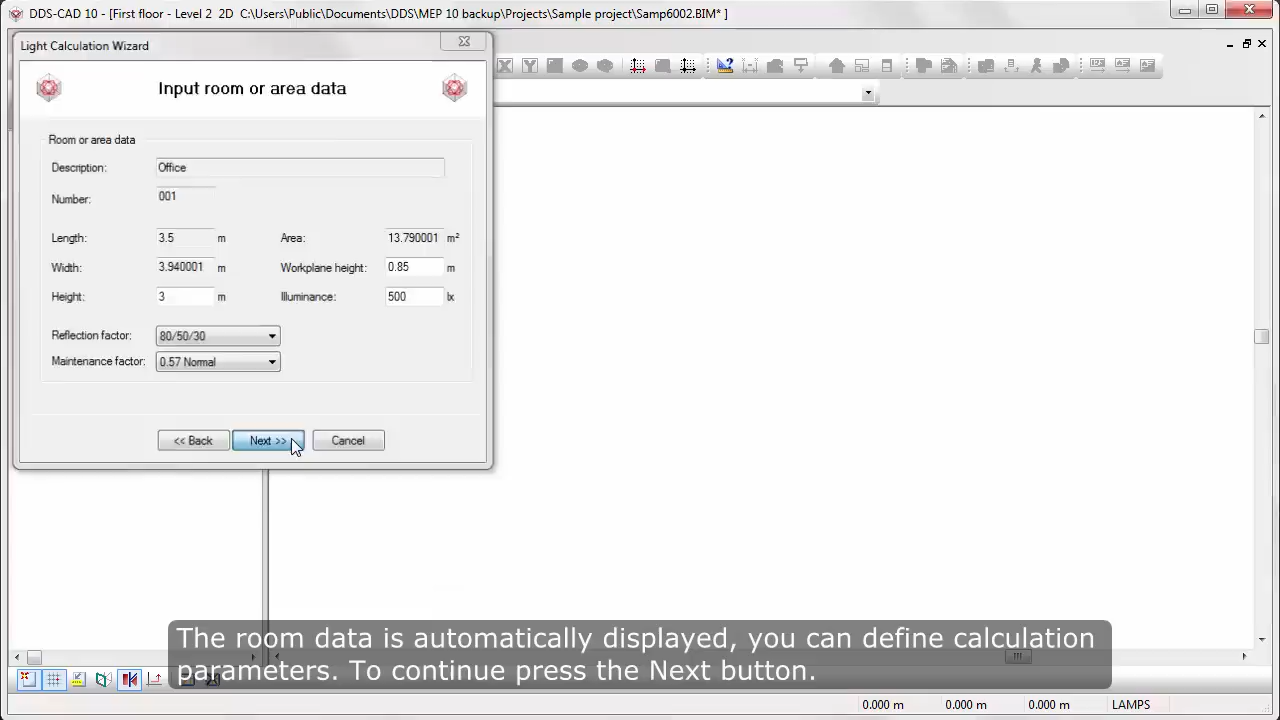 DDS-CAD 10 - [First floor - Level 2  2D  C:\Users\Public\Documents\DDS\MEP 10 backup\Projects\Sample project\Samp6002.BIM* ]
Light Calculation Wizard
Input room or area data
Room or area data
Description: Office
Number: 001
Length: 3.5 m Area: 13.790001 m²
Width: 3.940001 m Workplane height: 0.85 m
Height: 3 m Illuminance: 500 lx
Reflection factor: 80/50/30
Maintenance factor: 0.57 Normal
<< Back Next >> Cancel
The room data is automatically displayed, you can define calculation
parameters. To continue press the Next button.
0.000 m 0.000 m 0.000 m LAMPS